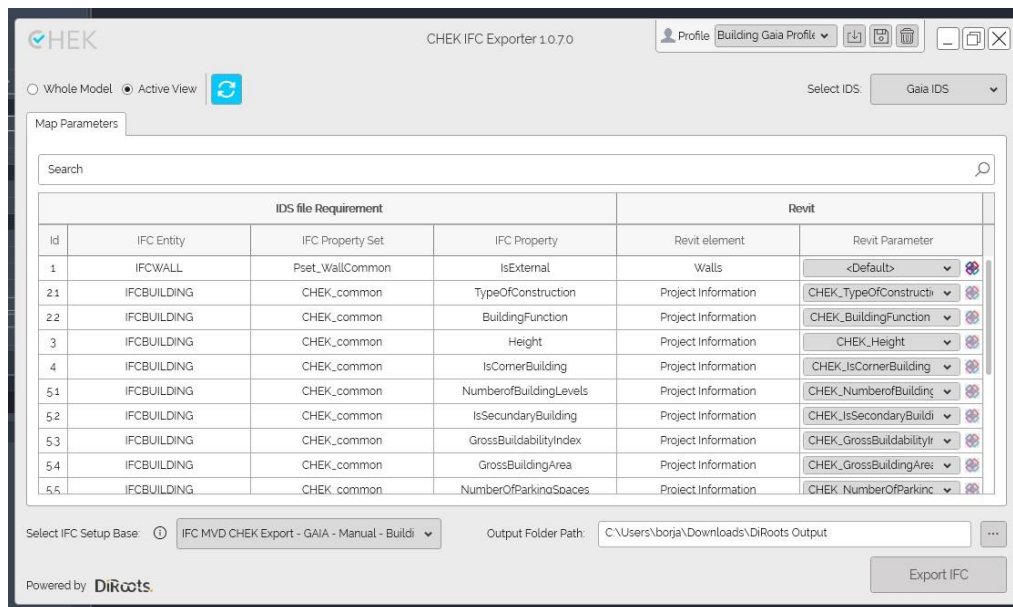 CHEK
CHEK IFC Exporter 1.0.7.0
Profile Building Gaia Profile
Whole Model Active View
Select IDS: Gaia IDS
Map Parameters
Search
IDS file Requirement Revit
Id IFC Entity IFC Property Set IFC Property Revit element Revit Parameter
1 IFCWALL Pset_WallCommon IsExternal Walls <Default>
2.1 IFCBUILDING CHEK_common TypeOfConstruction Project Information CHEK_TypeOfConstructi
2.2 IFCBUILDING CHEK_common BuildingFunction Project Information CHEK_BuildingFunction
3 IFCBUILDING CHEK_common Height Project Information CHEK_Height
4 IFCBUILDING CHEK_common IsCornerBuilding Project Information CHEK_IsCornerBuilding
5.1 IFCBUILDING CHEK_common NumberofBuildingLevels Project Information CHEK_NumberofBuilding
5.2 IFCBUILDING CHEK_common IsSecundaryBuilding Project Information CHEK_IsSecondaryBuildi
5.3 IFCBUILDING CHEK_common GrossBuildabilityIndex Project Information CHEK_GrossBuildabilityIr
5.4 IFCBUILDING CHEK_common GrossBuildingArea Project Information CHEK_GrossBuildingArea
5.5 IFCBUILDING CHEK_common NumberOfParkingSpaces Project Information CHEK_NumberOfParking
Select IFC Setup Base: IFC MVD CHEK Export - GAIA - Manual - Buildi Output Folder Path: C:\Users\borja\Downloads\DiRoots Output ...
Export IFC
Powered by DiRoots.